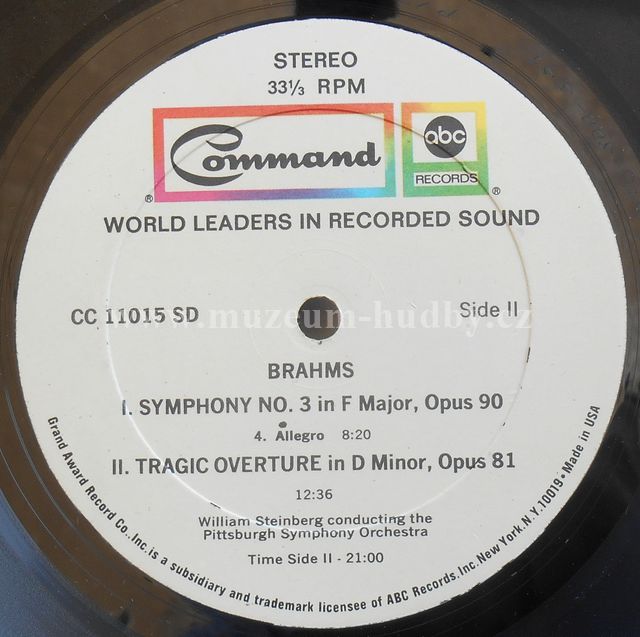 STEREO
33⅓ RPM
Command
abc
RECORDS
® ®
WORLD LEADERS IN RECORDED SOUND
CC 11015 SD
Side II
www.muzeum-hudby.cz
BRAHMS
I. SYMPHONY NO. 3 in F Major, Opus 90
4. Allegro 8:20
II. TRAGIC OVERTURE in D Minor, Opus 81
12:36
William Steinberg conducting the
Pittsburgh Symphony Orchestra
Time Side II - 21:00
Grand Award Record Co., Inc. is a subsidiary and trademark licensee of ABC Records, Inc. New York, N.Y. 10019 • Made in USA